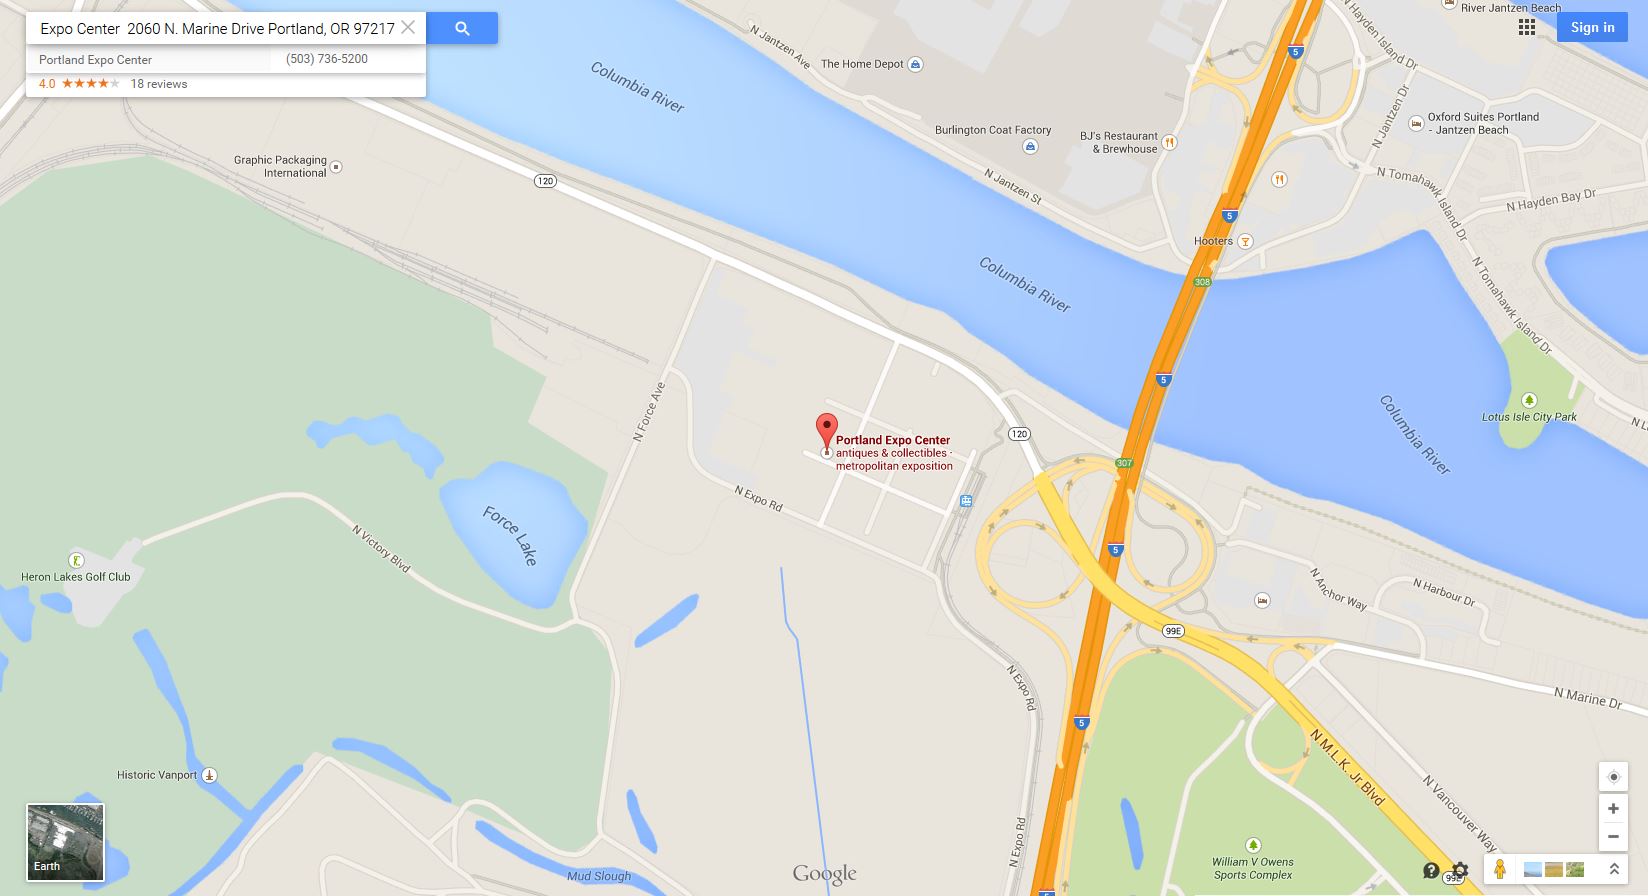 Expo Center 2060 N. Marine Drive Portland, OR 97217
Portland Expo Center
(503) 736-5200
4.0
18 reviews
Sign in
River Jantzen Beach
N Hayden Island Dr
N Jantzen Ave
The Home Depot
5
Columbia River
N Jantzen Dr
Oxford Suites Portland
- Jantzen Beach
Burlington Coat Factory
BJ's Restaurant
& Brewhouse
Graphic Packaging
International
120
N Jantzen St
N Tomahawk Island Dr
N Hayden Bay Dr
5
Hooters
Columbia River
308
N Tomahawk Island Dr
5
N Force Ave
Lotus Isle City Park
Columbia River
120
Portland Expo Center
antiques & collectibles ·
metropolitan exposition
307
N Expo Rd
Force Lake
N Victory Blvd
5
Heron Lakes Golf Club
N Anchor Way
N Harbour Dr
99E
N Expo Rd
N Marine Dr
5
N M.L.K. Jr Blvd
Historic Vanport
N Vancouver Way
N Expo Rd
William V Owens
Sports Complex
Earth
Mud Slough
Google
99E
5